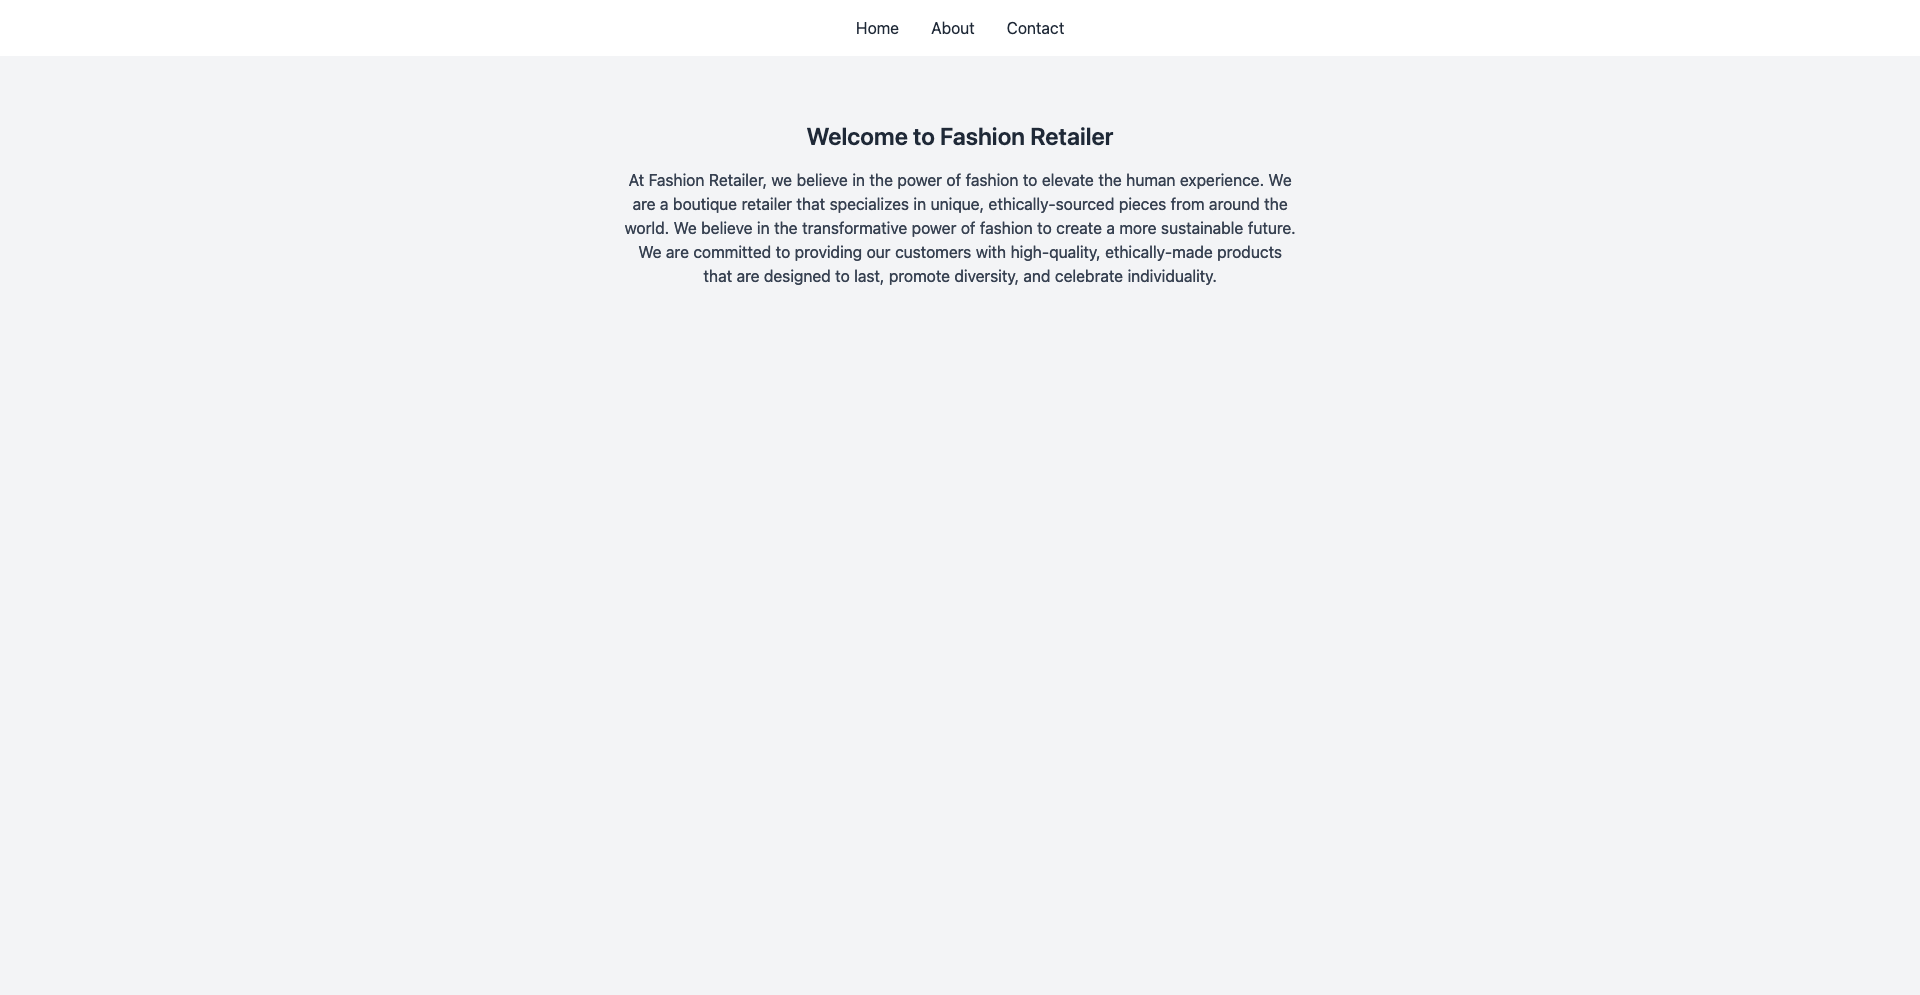 Home About Contact
Welcome to Fashion Retailer
At Fashion Retailer, we believe in the power of fashion to elevate the human experience. We
are a boutique retailer that specializes in unique, ethically-sourced pieces from around the
world. We believe in the transformative power of fashion to create a more sustainable future.
We are committed to providing our customers with high-quality, ethically-made products
that are designed to last, promote diversity, and celebrate individuality.